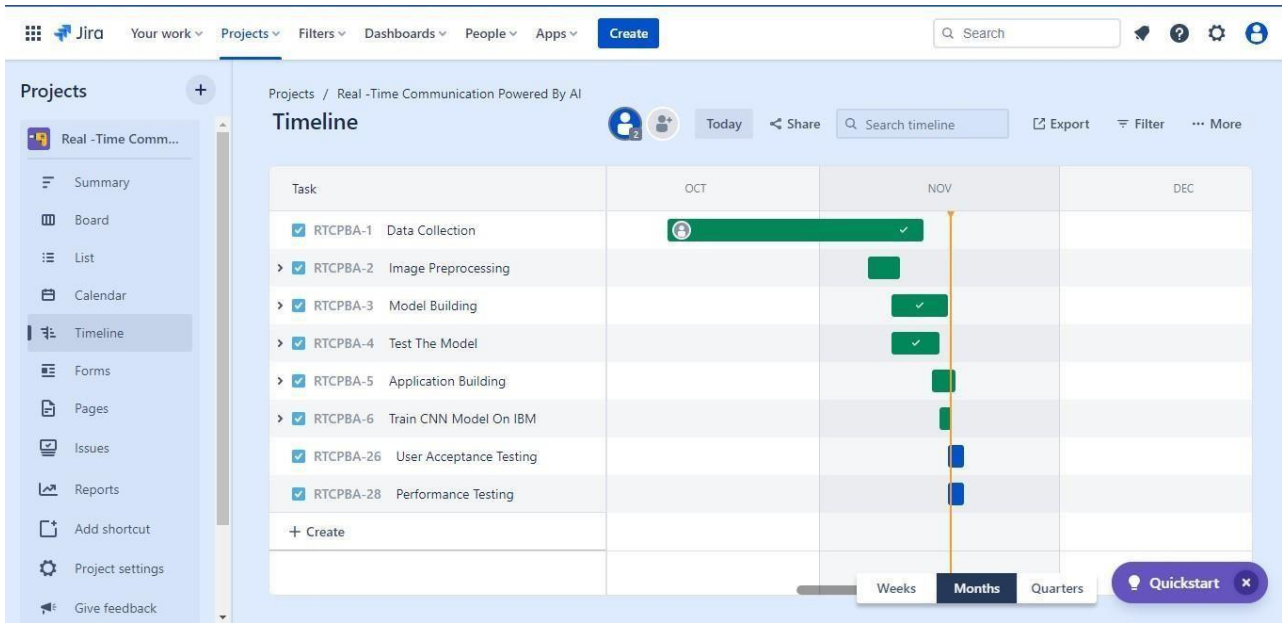 Jira Your work Projects Filters Dashboards People Apps Create Search
Projects +
Real -Time Comm...
Summary
Board
List
Calendar
Timeline
Forms
Pages
Issues
Reports
Add shortcut
Project settings
Give feedback
Projects / Real -Time Communication Powered By AI
Timeline
2 Today Share Search timeline Export Filter More
Task OCT NOV DEC
RTCPBA-1 Data Collection
RTCPBA-2 Image Preprocessing
RTCPBA-3 Model Building
RTCPBA-4 Test The Model
RTCPBA-5 Application Building
RTCPBA-6 Train CNN Model On IBM
RTCPBA-26 User Acceptance Testing
RTCPBA-28 Performance Testing
+ Create
Weeks Months Quarters
Quickstart